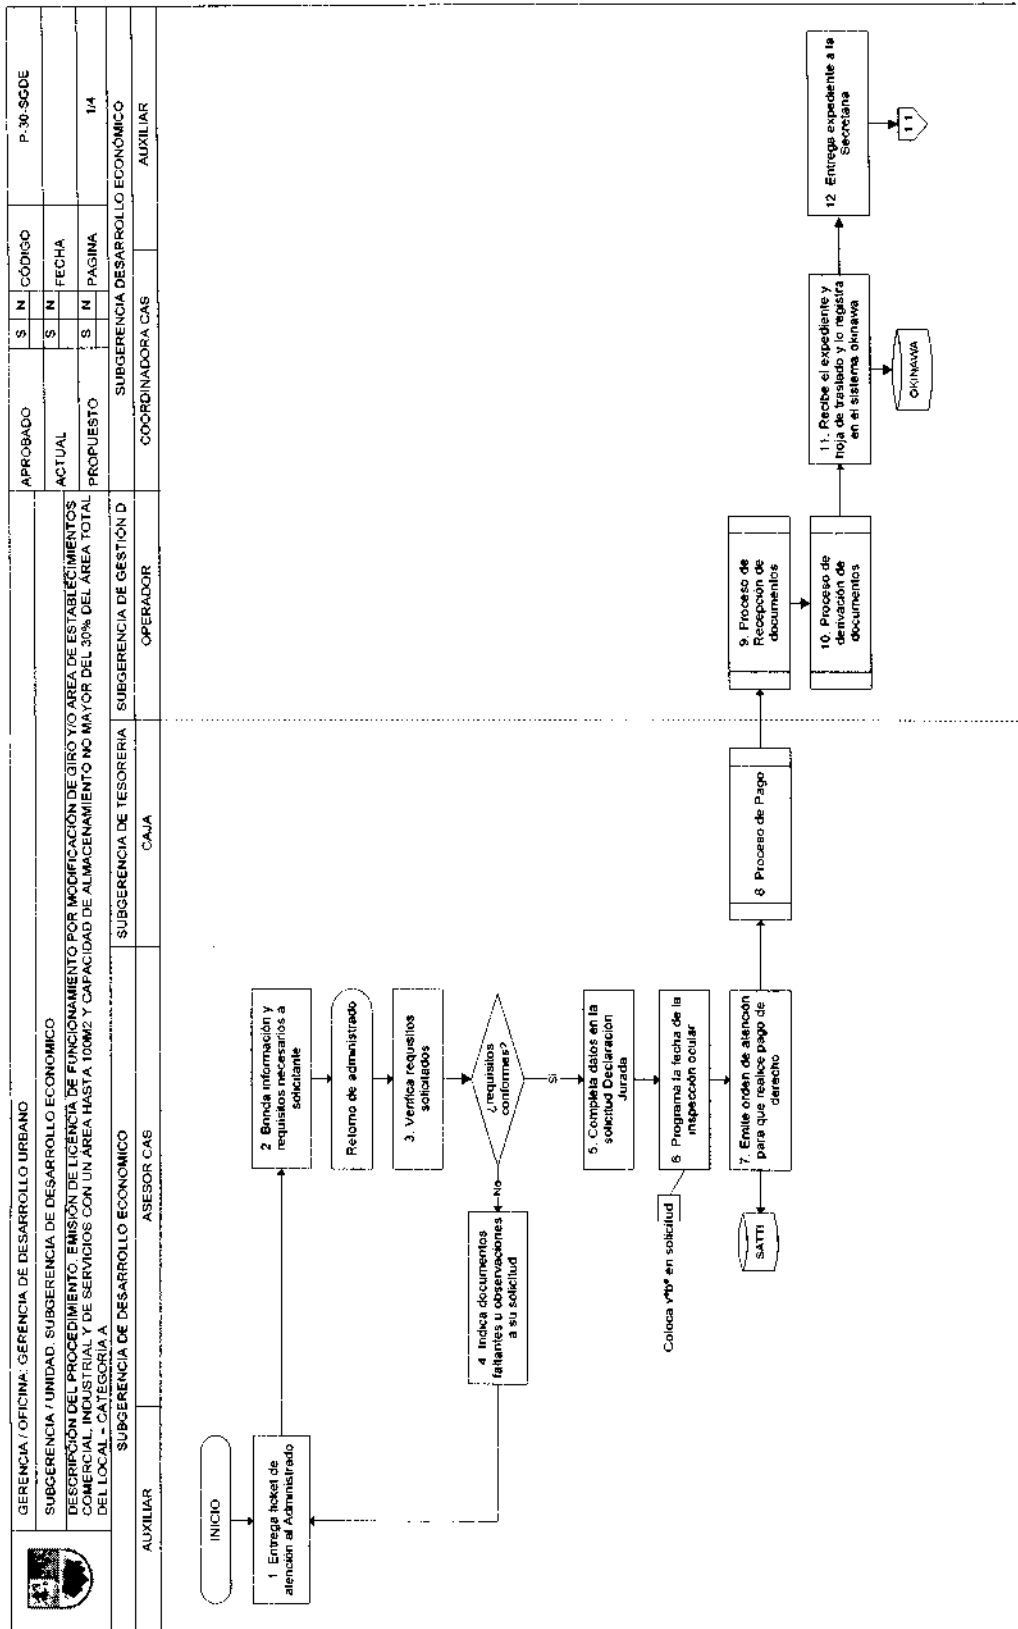 GERENCIA / OFICINA: GERENCIA DE DESARROLLO URBANO
APROBADO
S
N
CÓDIGO
P-30-SGDE
SUBGERENCIA / UNIDAD. SUBGERENCIA DE DESARROLLO ECONOMICO
ACTUAL
S
N
FECHA
DESCRIPCIÓN DEL PROCEDIMIENTO. EMISIÓN DE LICENCIA DE FUNCIONAMIENTO POR MODIFICACIÓN DE GIRO Y/O AREA DE ESTABLECIMIENTOS
COMERCIAL, INDUSTRIAL Y DE SERVICIOS CON UN ÁREA HASTA 100M2 Y CAPACIDAD DE ALMACENAMIENTO NO MAYOR DEL 30% DEL ÁREA TOTAL
DEL LOCAL – CATEGORÍA A
PROPUESTO
S
N
PAGINA
1/4
SUBGERENCIA DE DESARROLLO ECONOMICO
SUBGERENCIA DE TESORERIA
SUBGERENCIA DE GESTIÓN D
SUBGERENCIA DESARROLLO ECONÓMICO
AUXILIAR
ASESOR CAS
CAJA
OPERADOR
COORDINADORA CAS
AUXILIAR
INICIO
1 Entrega ticket de
atención al Administrado
2 Brinda información y
requisitos necesarios a
solicitante
Retorno de administrado
3. Verifica requisitos
solicitados
¿requisitos
conformes?
No
Si
4 Indica documentos
faltantes u observaciones
a su solicitud
5. Completa datos en la
solicitud Declaración
Jurada
6 Programa la fecha de la
inspección ocular
Coloca v°b° en solicitud
7. Emite orden de atención
para que realice pago de
derecho
SATTI
8 Proceso de Pago
9. Proceso de
Recepción de
documentos
10. Proceso de
derivación de
documentos
11. Recibe el expediente y
hoja de traslado y lo registra
en el sistema okinawa
OKINAWA
12 Entrega expediente a la
Secretaria
1 1